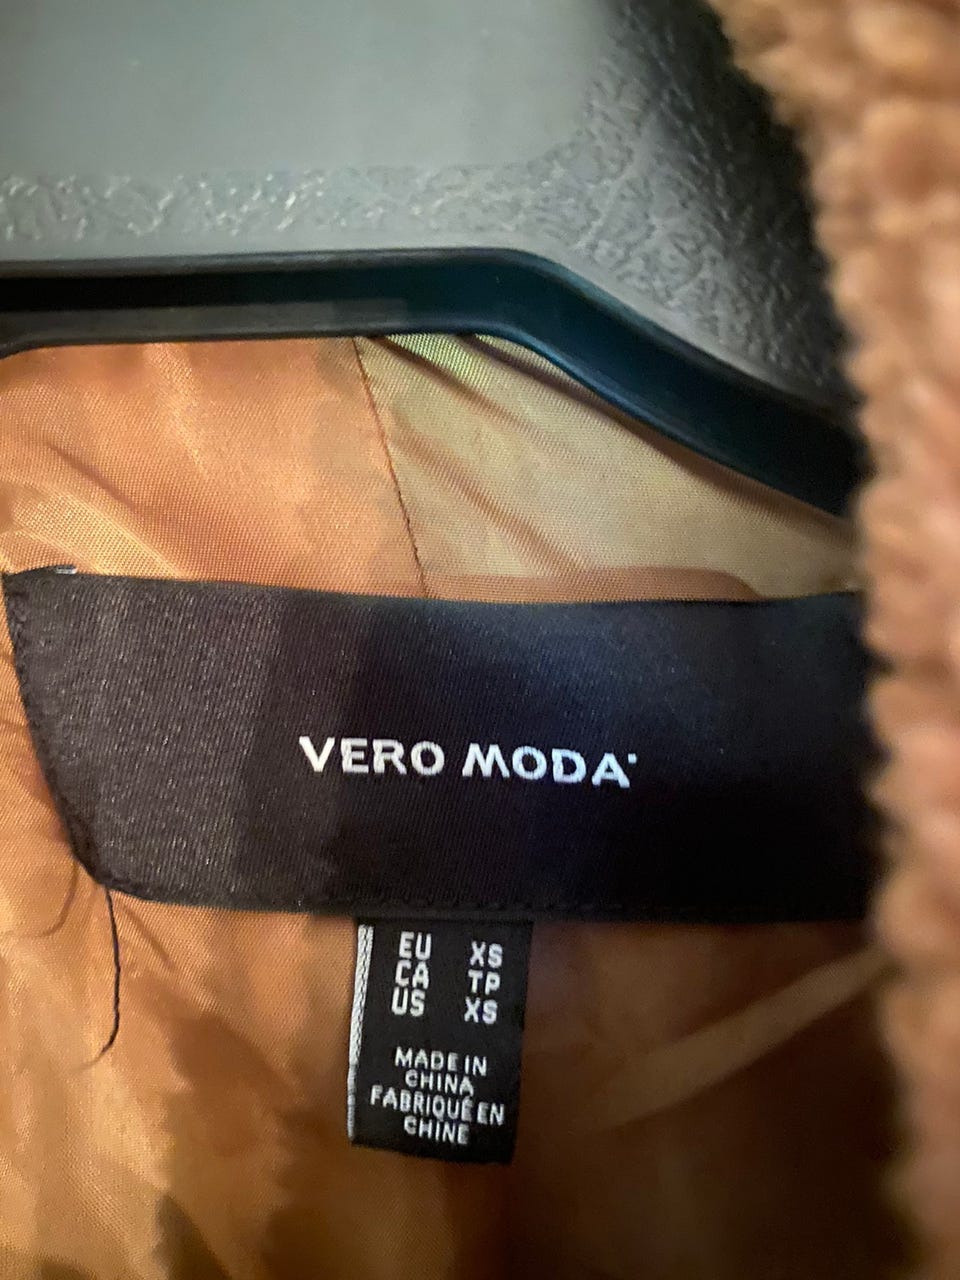 VERO MODA
EU XS
CA TP
US XS
MADE IN
CHINA
FABRIQUÉ EN
CHINE